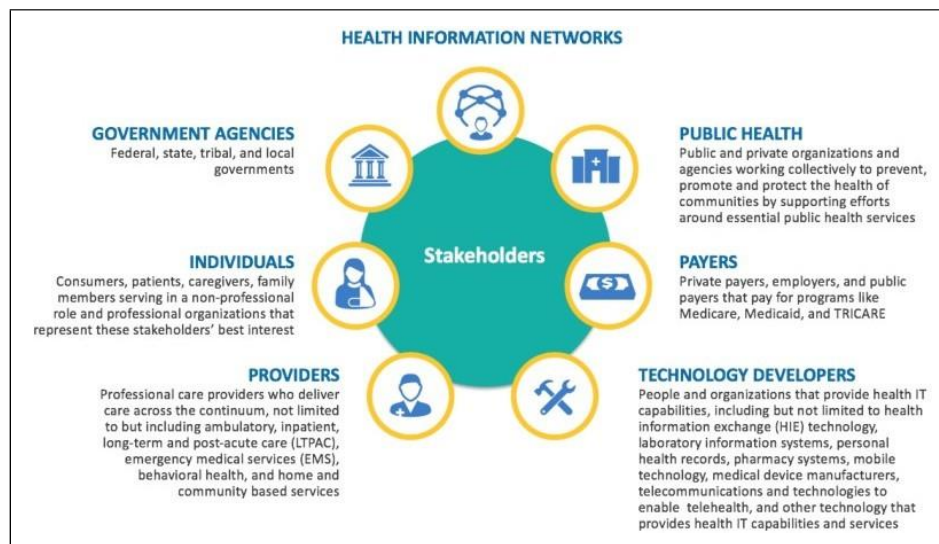 HEALTH INFORMATION NETWORKS
GOVERNMENT AGENCIES
Federal, state, tribal, and local
governments
PUBLIC HEALTH
Public and private organizations and
agencies working collectively to prevent,
promote and protect the health of
communities by supporting efforts
around essential public health services
Stakeholders
INDIVIDUALS
Consumers, patients, caregivers, family
members serving in a non-professional
role and professional organizations that
represent these stakeholders' best interest
PAYERS
Private payers, employers, and public
payers that pay for programs like
Medicare, Medicaid, and TRICARE
PROVIDERS
Professional care providers who deliver
care across the continuum, not limited
to but including ambulatory, inpatient,
long-term and post-acute care (LTPAC),
emergency medical services (EMS),
behavioral health, and home and
community based services
TECHNOLOGY DEVELOPERS
People and organizations that provide health IT
capabilities, including but not limited to health
information exchange (HIE) technology,
laboratory information systems, personal
health records, pharmacy systems, mobile
technology, medical device manufacturers,
telecommunications and technologies to
enable telehealth, and other technology that
provides health IT capabilities and services